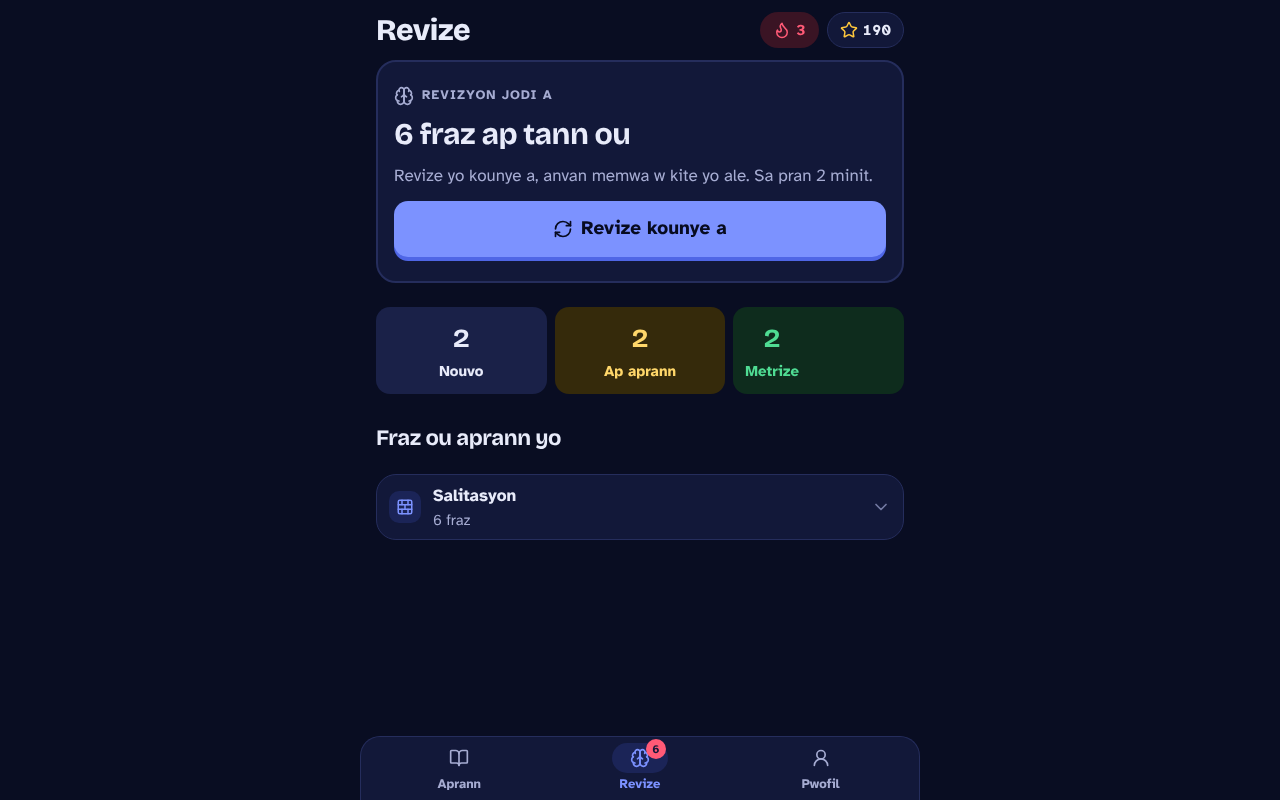 Revize
3
190
REVIZYON JODI A
6 fraz ap tann ou
Revize yo kounye a, anvan memwa w kite yo ale. Sa pran 2 minit.
Revize kounye a
2
Nouvo
2
Ap aprann
2
Metrize
Fraz ou aprann yo
Salitasyon
6 fraz
Aprann
6
Revize
Pwofil